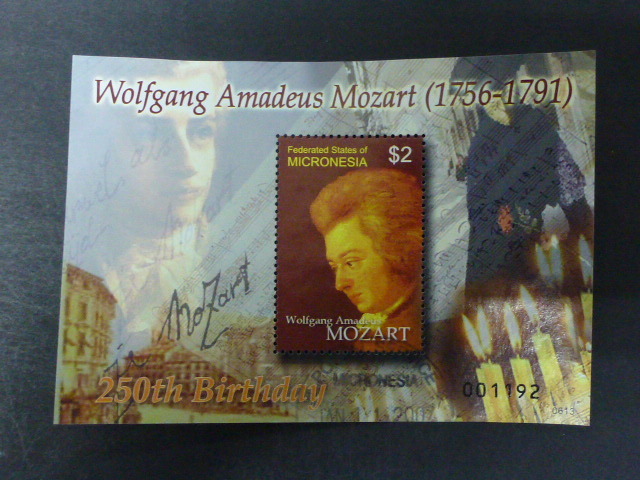 Wolfgang Amadeus Mozart (1756-1791)
Federated States of
MICRONESIA
$2
Wolfgang Amadeus
MOZART
Mozart
250th Birthday
MICRONESIA
001192
0613